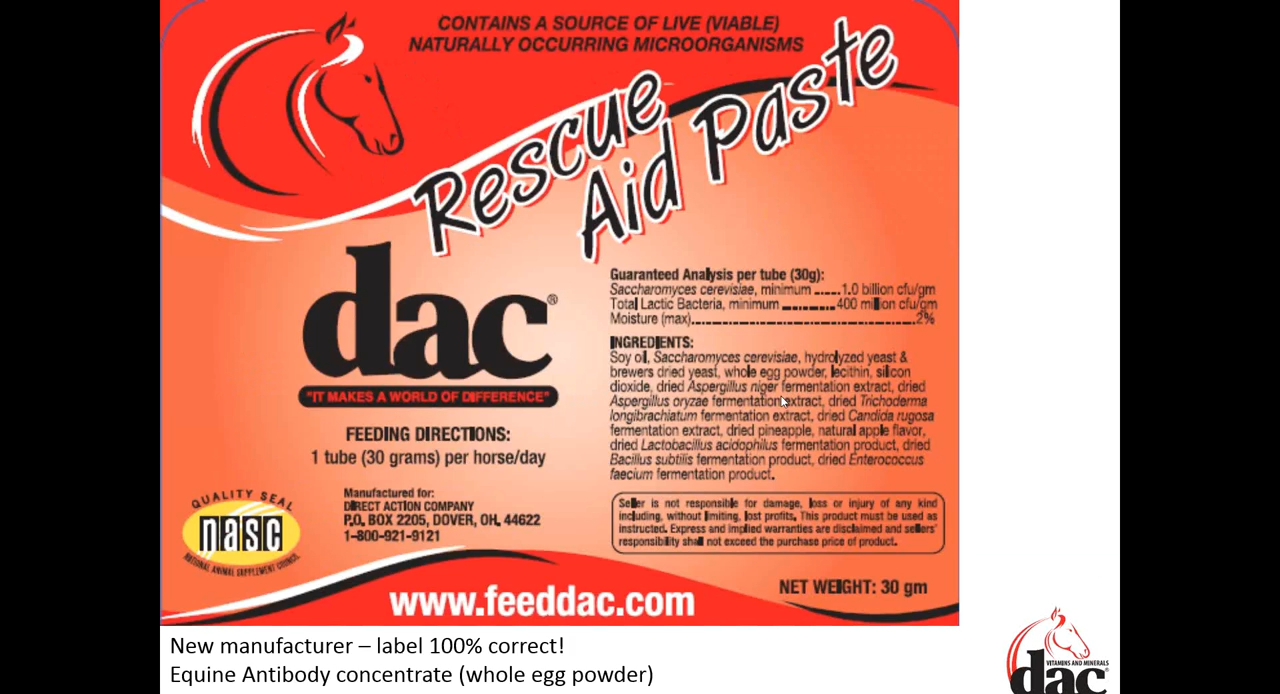 CONTAINS A SOURCE OF LIVE (VIABLE)
NATURALLY OCCURRING MICROORGANISMS
Rescue
Aid Paste
dac®
"IT MAKES A WORLD OF DIFFERENCE"
FEEDING DIRECTIONS:
1 tube (30 grams) per horse/day
QUALITY SEAL
nasc
NATIONAL ANIMAL SUPPLEMENT COUNCIL
Manufactured for:
DIRECT ACTION COMPANY
P.O. BOX 2205, DOVER, OH, 44622
1-800-921-9121
Guaranteed Analysis per tube (30g):
Saccharomyces cerevisiae, minimum ......1.0 billion cfu/gm
Total Lactic Bacteria, minimum ............400 million cfu/gm
Moisture (max)......................................................2%
INGREDIENTS:
Soy oil, Saccharomyces cerevisiae, hydrolyzed yeast &
brewers dried yeast, whole egg powder, lecithin, silicon
dioxide, dried Aspergillus niger fermentation extract, dried
Aspergillus oryzae fermentation extract, dried Trichoderma
longibrachiatum fermentation extract, dried Candida rugosa
fermentation extract, dried pineapple, natural apple flavor,
dried Lactobacillus acidophilus fermentation product, dried
Bacillus subtilis fermentation product, dried Enterococcus
faecium fermentation product.
Seller is not responsible for damage, loss or injury of any kind
including, without limiting, lost profits. This product must be used as
instructed. Express and implied warranties are disclaimed and sellers'
responsibility shall not exceed the purchase price of product.
NET WEIGHT: 30 gm
www.feeddac.com
New manufacturer – label 100% correct!
Equine Antibody concentrate (whole egg powder)
VITAMINS AND MINERALS
dac®